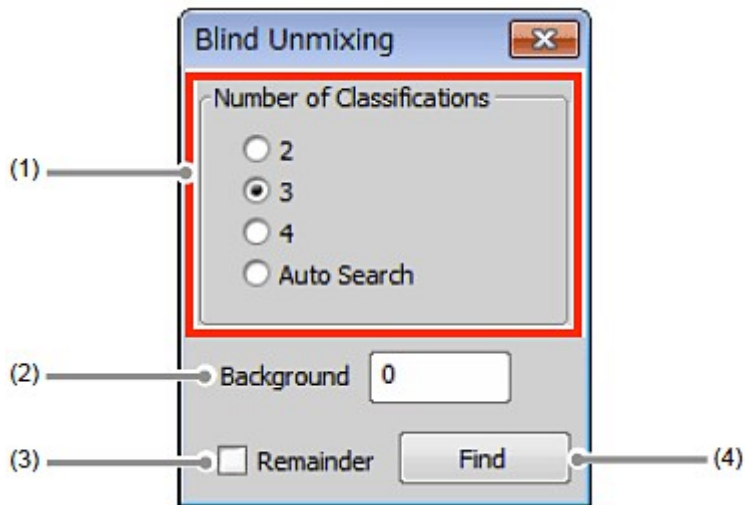 Blind Unmixing
Number of Classifications
(1)
2
3
4
Auto Search
(2)
Background 0
(3)
Remainder Find
(4)